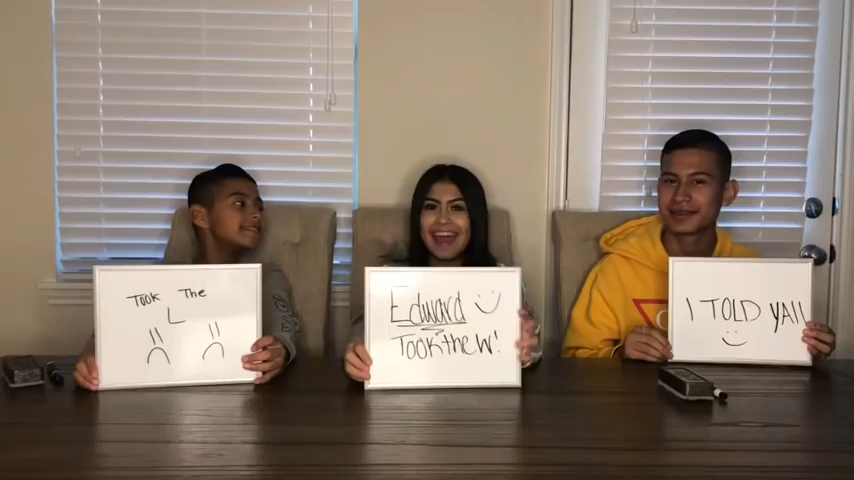 TOOK THE
L
Edward
Took the W!
I TOLD YAll